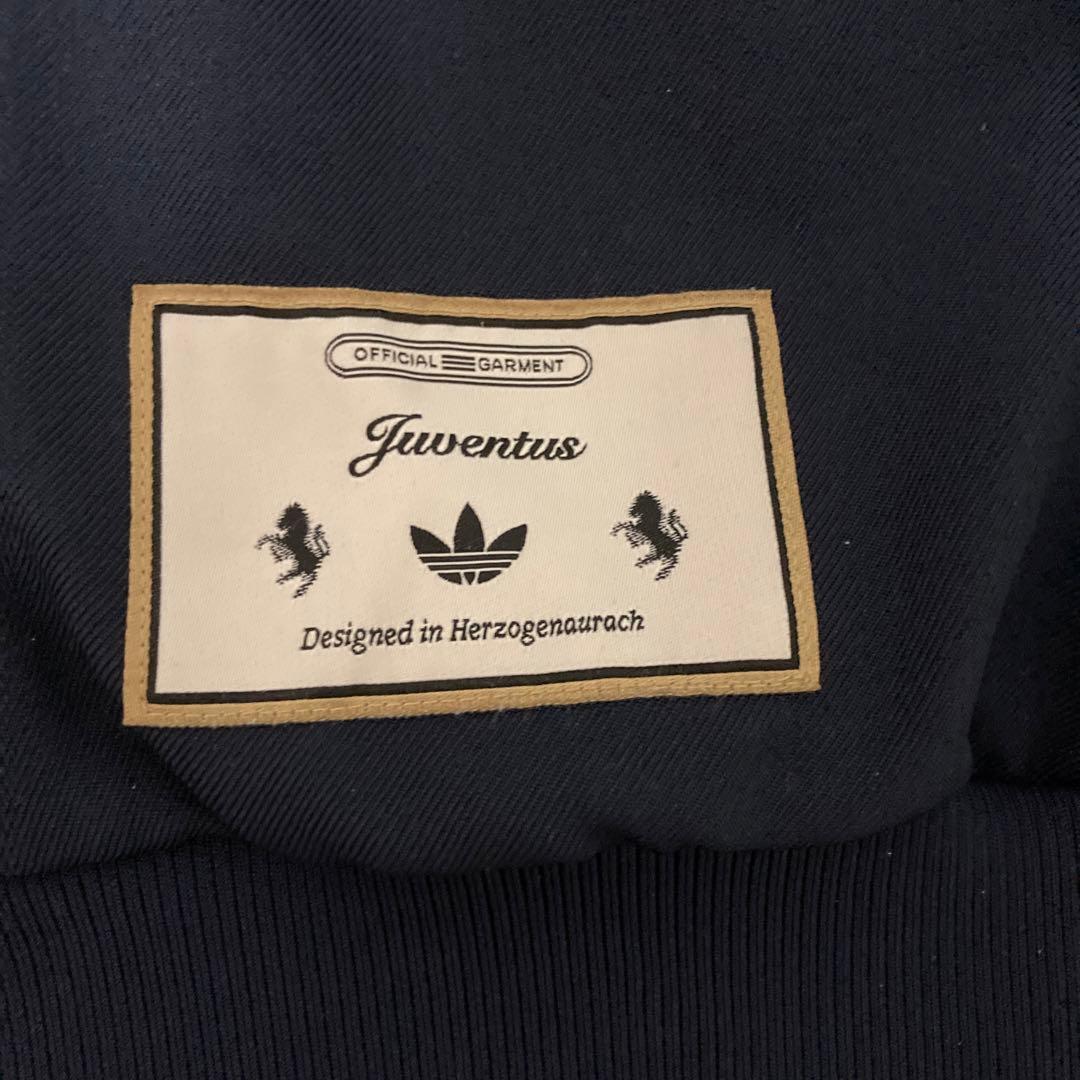 OFFICIAL GARMENT
Juventus
Designed in Herzogenaurach